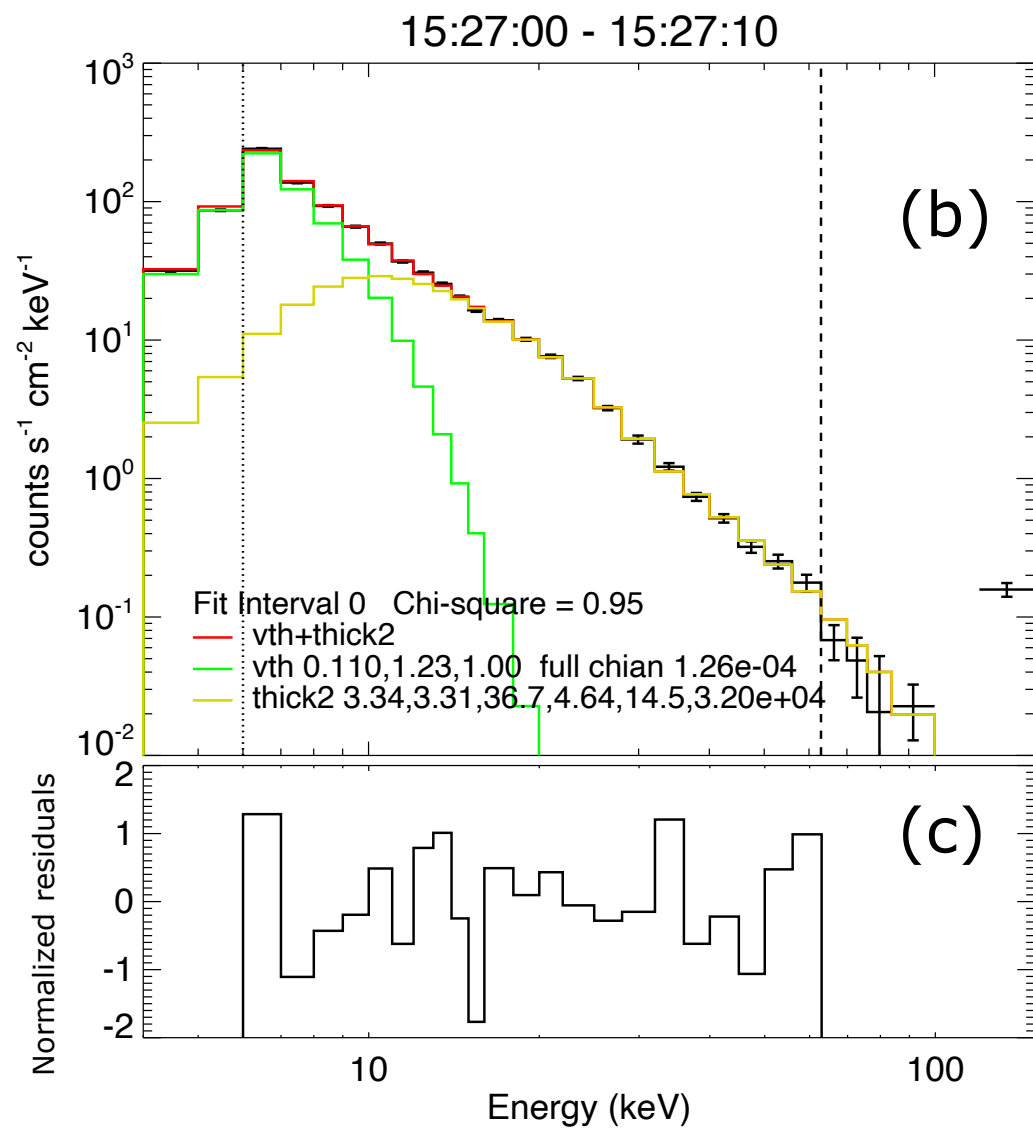 15:27:00 - 15:27:10
10³
10²
10¹
10⁰
10⁻¹
10⁻²
counts s⁻¹ cm⁻² keV⁻¹
(b)
Fit Interval 0 Chi-square = 0.95
vth+thick2
vth 0.110,1.23,1.00 full chian 1.26e-04
thick2 3.34,3.31,36.7,4.64,14.5,3.20e+04
2
1
0
-1
-2
Normalized residuals
(c)
10 100
Energy (keV)